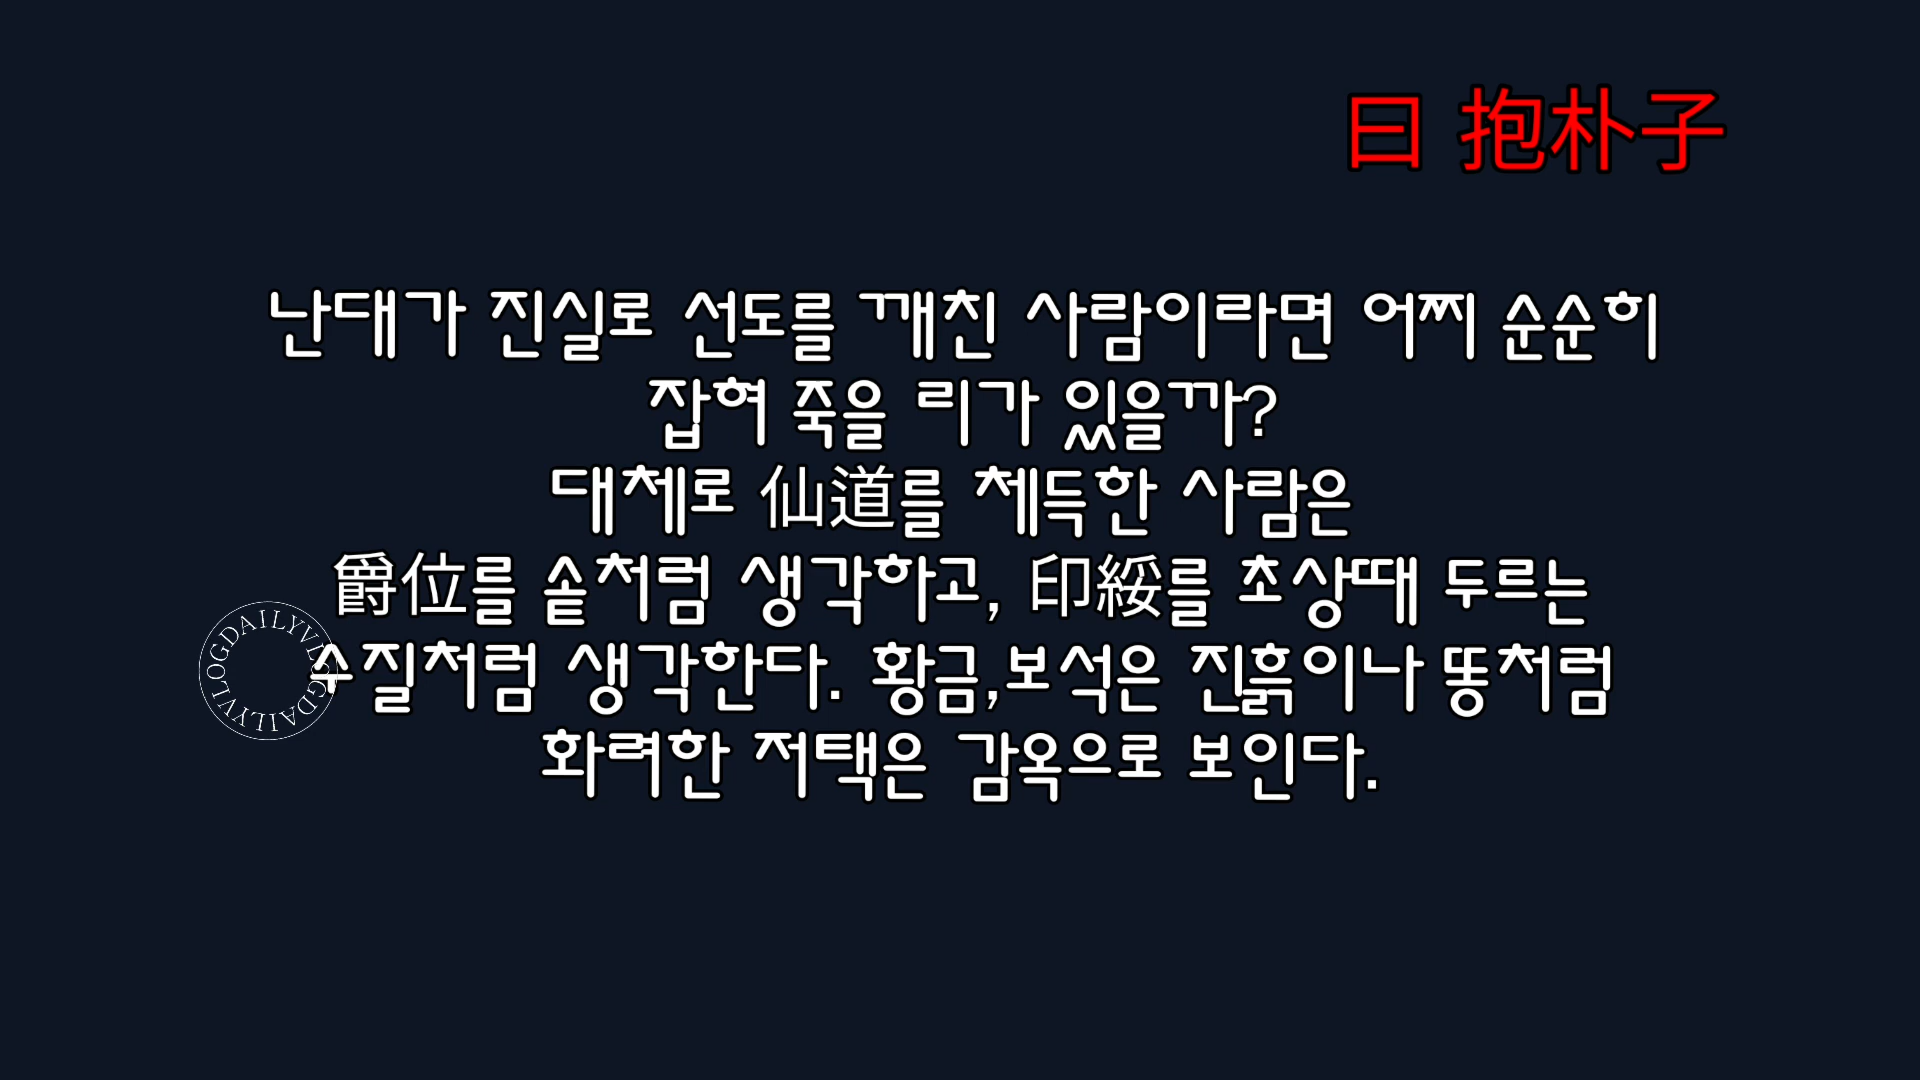 曰 抱朴子
난대가 진실로 선도를 깨친 사람이라면 어찌 순순히
잡혀 죽을 리가 있을까?
대체로 仙道를 체득한 사람은
爵位를 솥처럼 생각하고, 印綬를 초상때 두르는
수질처럼 생각한다. 황금,보석은 진흙이나 똥처럼
화려한 저택은 감옥으로 보인다.
DAILYVLOGDAILYVLOG